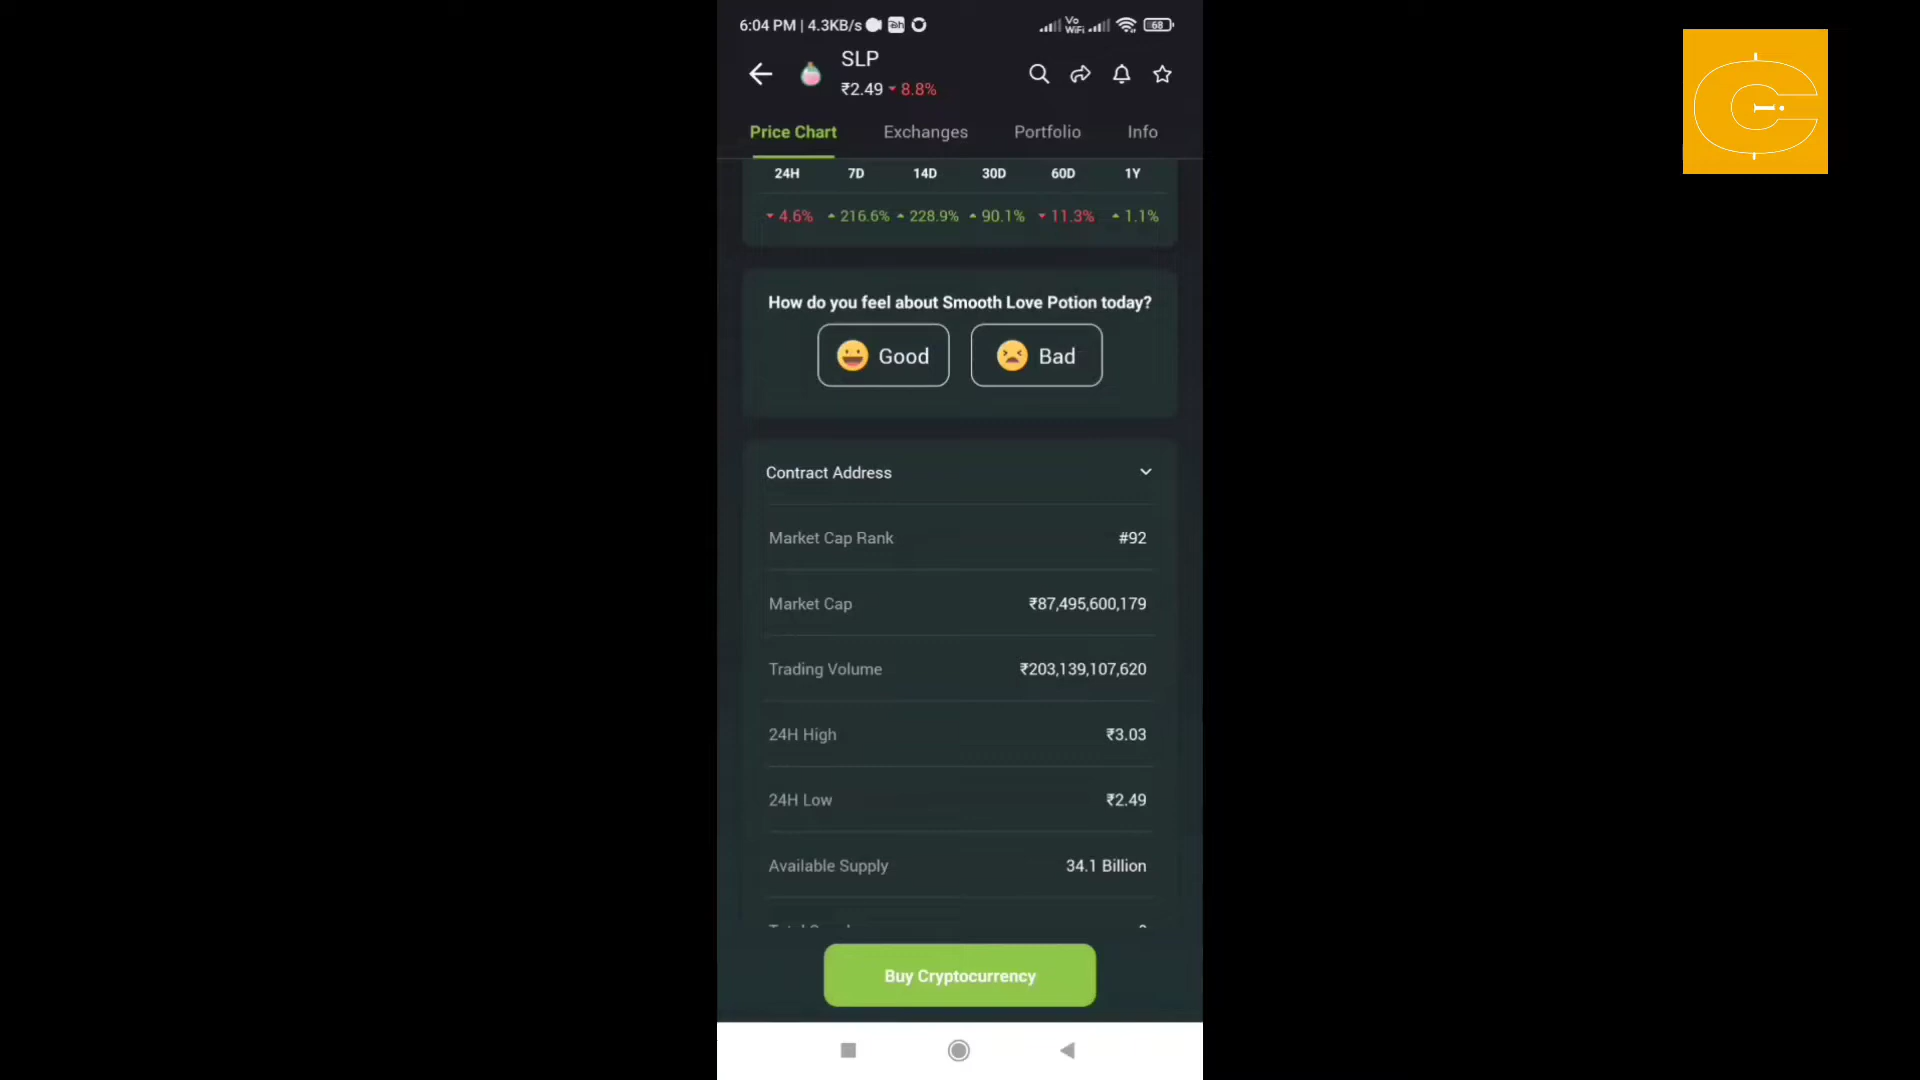 6:04 PM | 4.3KB/s Vo WiFi 68
SLP
₹2.49 8.8%
Price Chart Exchanges Portfolio Info
24H 7D 14D 30D 60D 1Y
4.6% 216.6% 228.9% 90.1% 11.3% 1.1%
How do you feel about Smooth Love Potion today?
Good Bad
Contract Address
Market Cap Rank #92
Market Cap ₹87,495,600,179
Trading Volume ₹203,139,107,620
24H High ₹3.03
24H Low ₹2.49
Available Supply 34.1 Billion
Buy Cryptocurrency